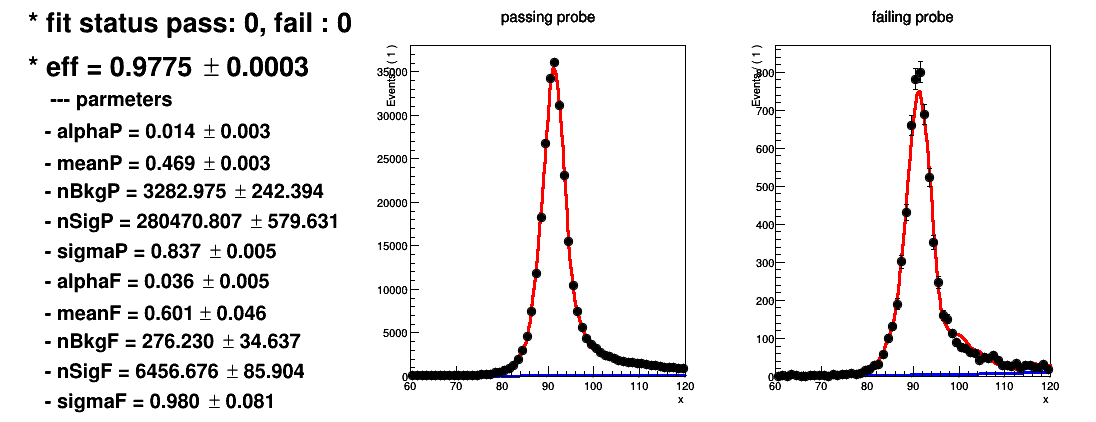 * fit status pass: 0, fail : 0
* eff = 0.9775 ± 0.0003
--- parmeters
- alphaP = 0.014 ± 0.003
- meanP = 0.469 ± 0.003
- nBkgP = 3282.975 ± 242.394
- nSigP = 280470.807 ± 579.631
- sigmaP = 0.837 ± 0.005
- alphaF = 0.036 ± 0.005
- meanF = 0.601 ± 0.046
- nBkgF = 276.230 ± 34.637
- nSigF = 6456.676 ± 85.904
- sigmaF = 0.980 ± 0.081
passing probe
Events / ( 1 )
35000
30000
25000
20000
15000
10000
5000
0
60 70 80 90 100 110 120
x
failing probe
Events / ( 1 )
800
700
600
500
400
300
200
100
0
60 70 80 90 100 110 120
x